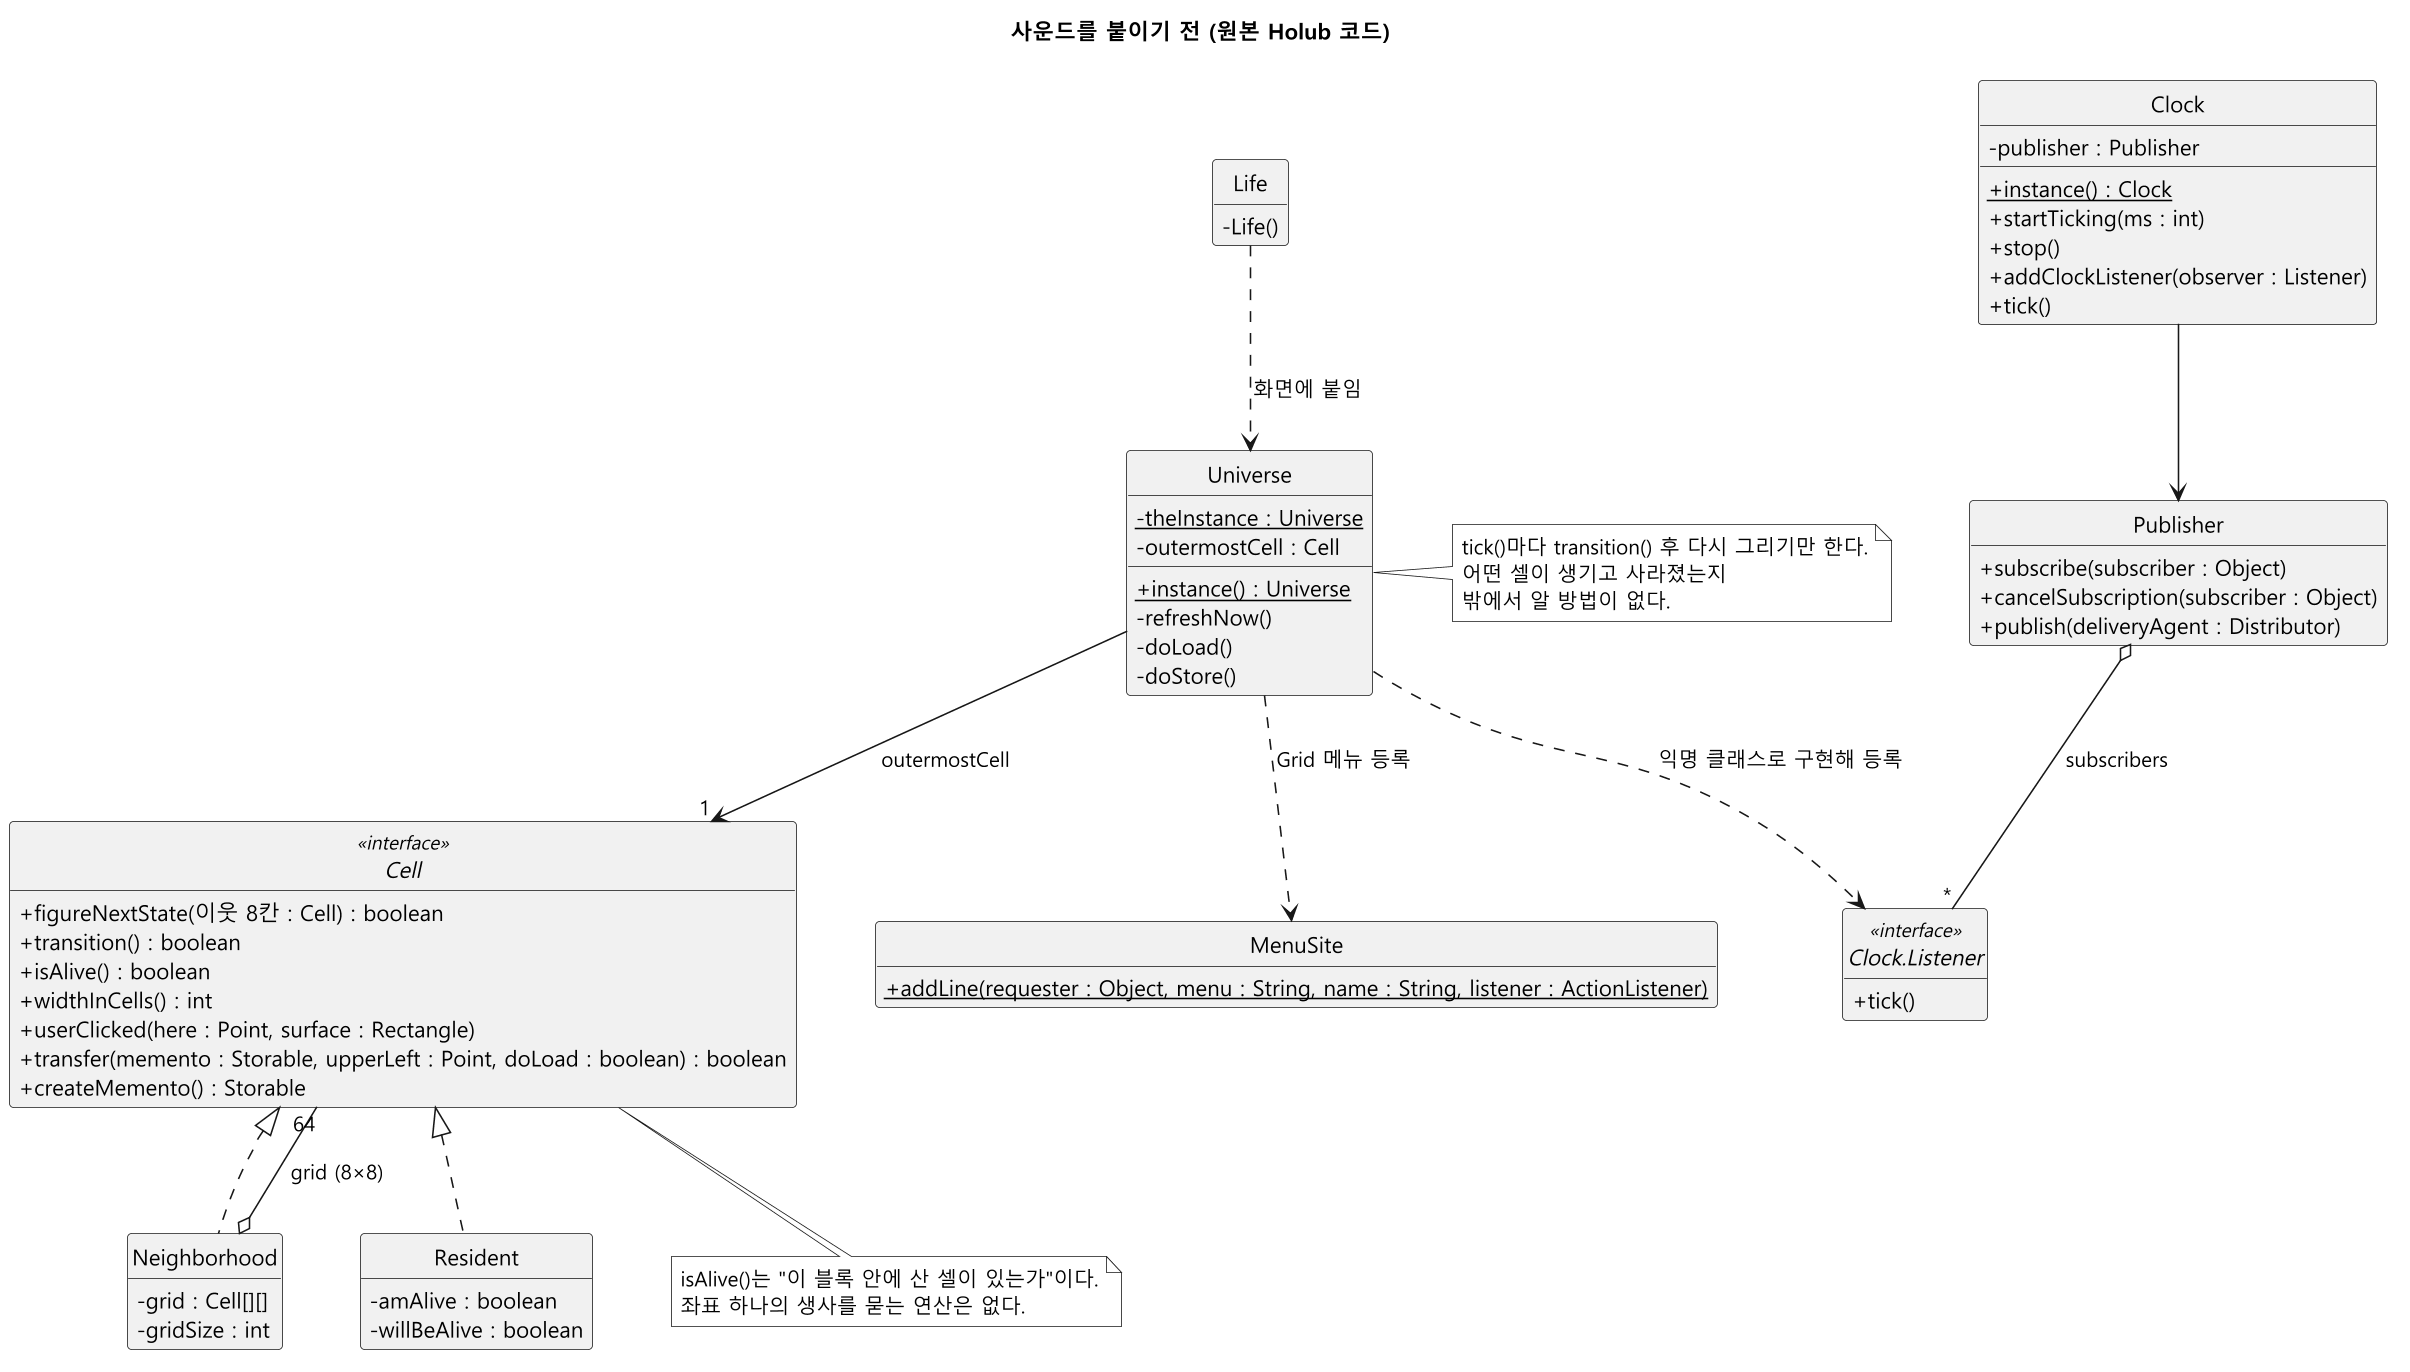 사운드를 붙이기 전 (원본 Holub 코드)
Clock
-publisher : Publisher
+instance() : Clock
+startTicking(ms : int)
+stop()
+addClockListener(observer : Listener)
+tick()
Life
-Life()
화면에 붙임
Universe
-theInstance : Universe
-outermostCell : Cell
+instance() : Universe
-refreshNow()
-doLoad()
-doStore()
tick()마다 transition() 후 다시 그리기만 한다.
어떤 셀이 생기고 사라졌는지
밖에서 알 방법이 없다.
Publisher
+subscribe(subscriber : Object)
+cancelSubscription(subscriber : Object)
+publish(deliveryAgent : Distributor)
outermostCell
1
Grid 메뉴 등록
익명 클래스로 구현해 등록
subscribers
*
«interface»
Cell
+figureNextState(이웃 8칸 : Cell) : boolean
+transition() : boolean
+isAlive() : boolean
+widthInCells() : int
+userClicked(here : Point, surface : Rectangle)
+transfer(memento : Storable, upperLeft : Point, doLoad : boolean) : boolean
+createMemento() : Storable
MenuSite
+addLine(requester : Object, menu : String, name : String, listener : ActionListener)
«interface»
Clock.Listener
+tick()
64
grid (8×8)
Neighborhood
-grid : Cell[][]
-gridSize : int
Resident
-amAlive : boolean
-willBeAlive : boolean
isAlive()는 "이 블록 안에 산 셀이 있는가"이다.
좌표 하나의 생사를 묻는 연산은 없다.